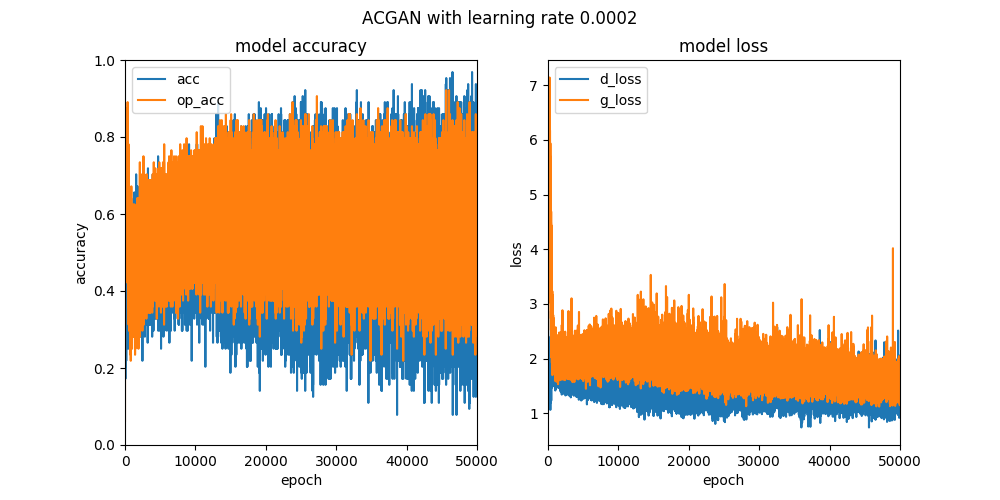 ACGAN with learning rate 0.0002
model accuracy
acc
op_acc
accuracy
1.0
0.8
0.6
0.4
0.2
0.0
0 10000 20000 30000 40000 50000
epoch
model loss
d_loss
g_loss
loss
7
6
5
4
3
2
1
0 10000 20000 30000 40000 50000
epoch